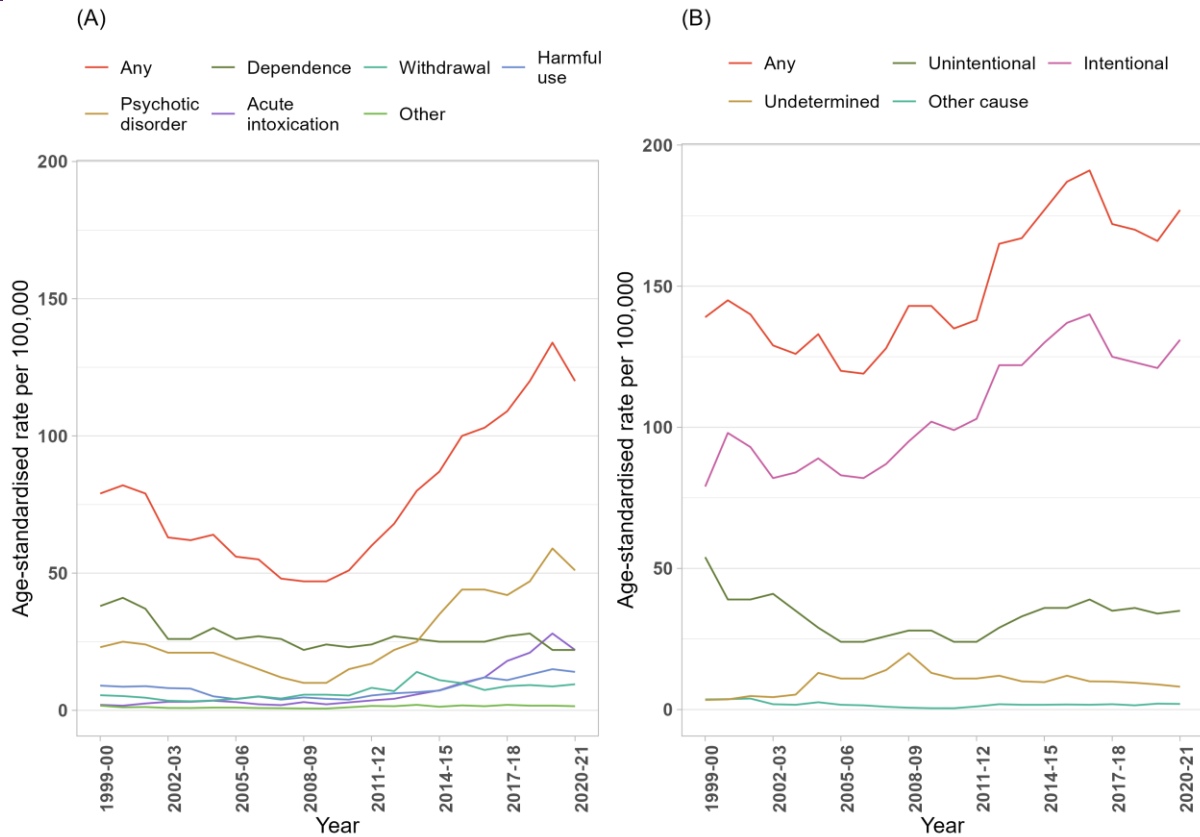 (A)
Any
Dependence
Withdrawal
Harmful
use
Psychotic
disorder
Acute
intoxication
Other
200
150
100
50
0
Age-standardised rate per 100,000
1999-00
2002-03
2005-06
2008-09
2011-12
2014-15
2017-18
2020-21
Year
(B)
Any
Unintentional
Intentional
Undetermined
Other cause
200
150
100
50
0
Age-standardised rate per 100,000
1999-00
2002-03
2005-06
2008-09
2011-12
2014-15
2017-18
2020-21
Year